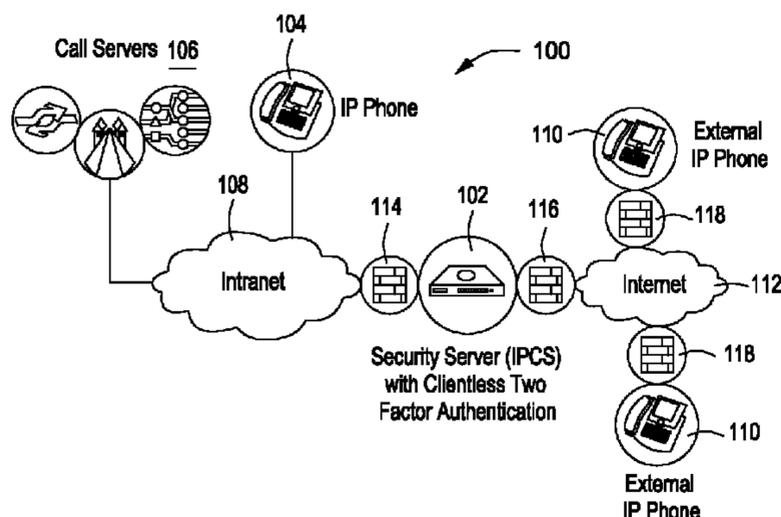 104
100
Call Servers 106
IP Phone
110
External
IP Phone
118
108
114
102
116
Intranet
Internet
112
Security Server (IPCS)
with Clientless Two
Factor Authentication
118
110
External
IP Phone